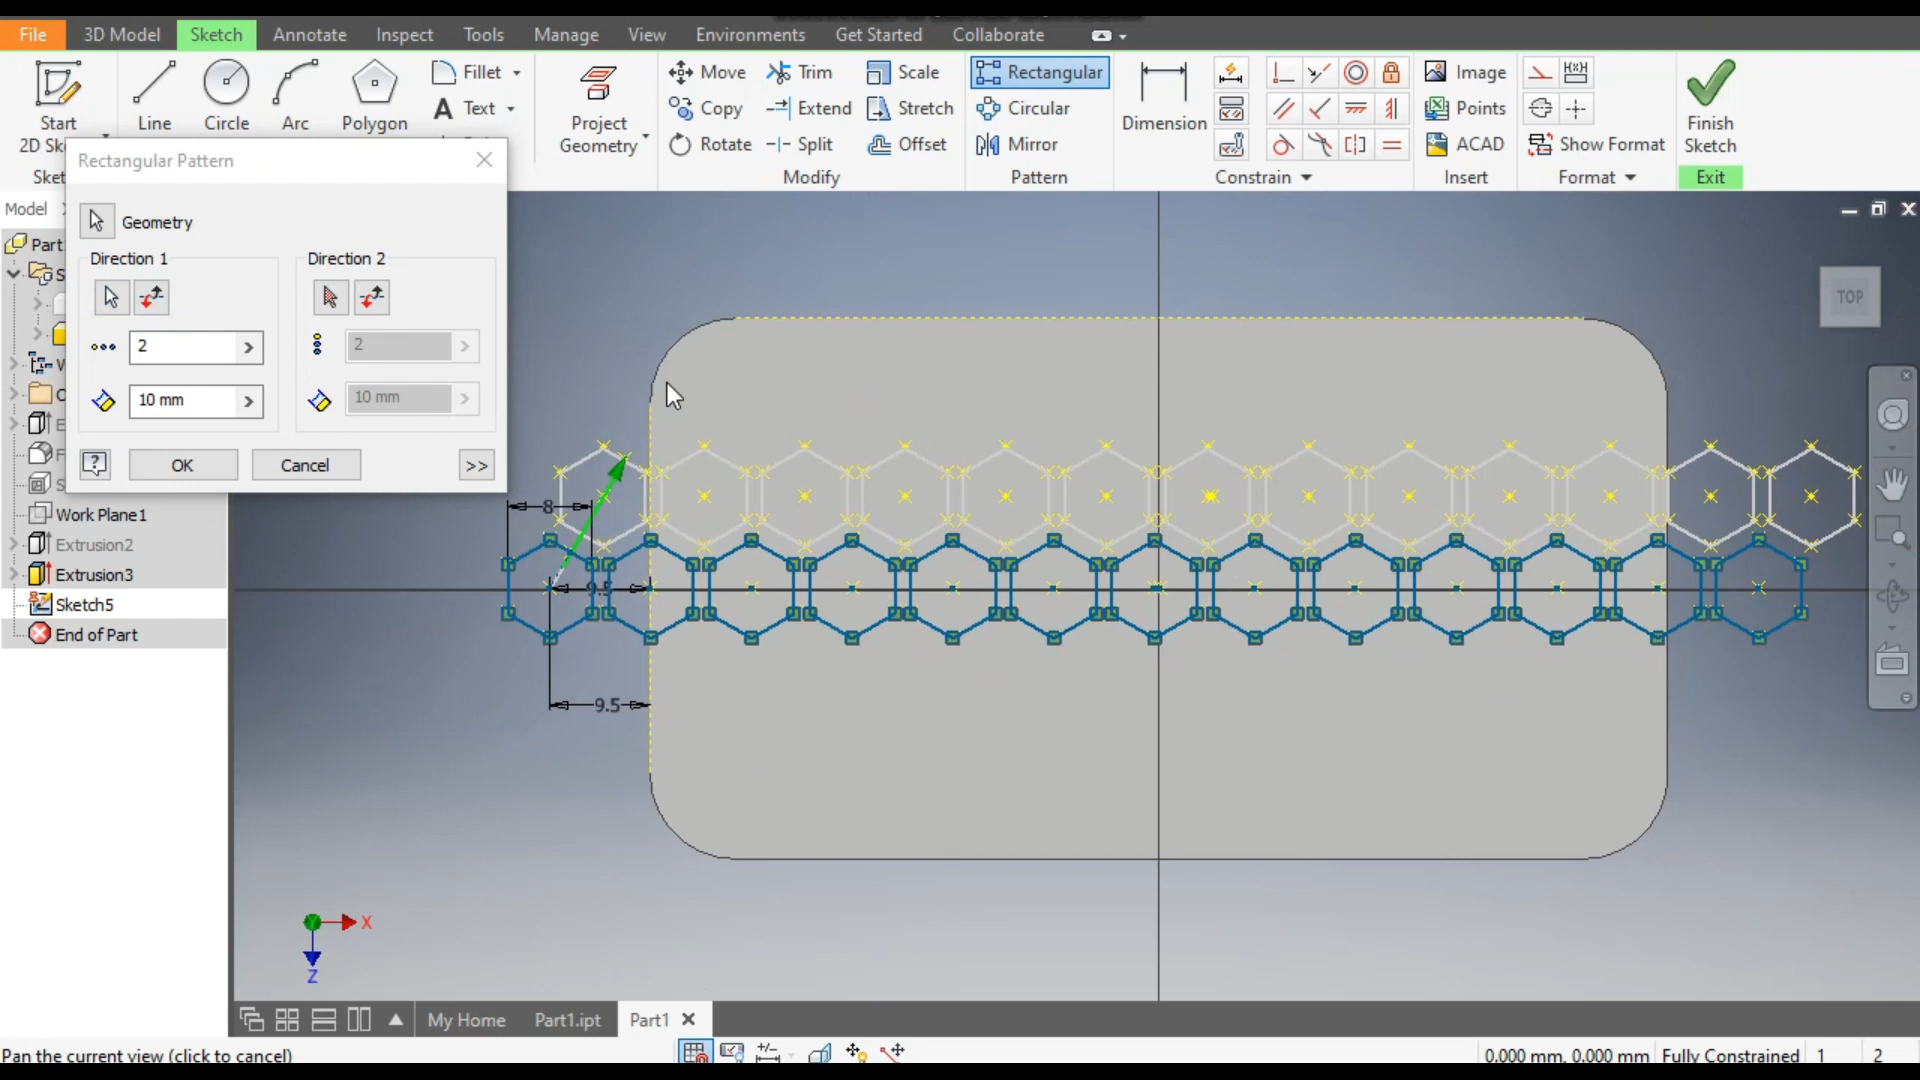 File 3D Model Sketch Annotate Inspect Tools Manage View Environments Get Started Collaborate
Start
2D Sk
Line
Circle
Arc
Polygon
Fillet
Text
Project
Geometry
Move
Copy
Rotate
Trim
Extend
Split
Scale
Stretch
Offset
Modify
Rectangular
Circular
Mirror
Pattern
Dimension
Constrain
Image
Points
ACAD
Insert
Show Format
Format
Finish
Sketch
Exit
Sket
Rectangular Pattern
Geometry
Direction 1
Direction 2
2
2
10 mm
10 mm
OK
Cancel
>>
Model
Part
S
W
C
E
F
S
Work Plane1
Extrusion2
Extrusion3
Sketch5
End of Part
TOP
8
9.5
9.5
X
Z
My Home
Part1.ipt
Part1
Pan the current view (click to cancel)
0.000 mm, 0.000 mm Fully Constrained 1 2